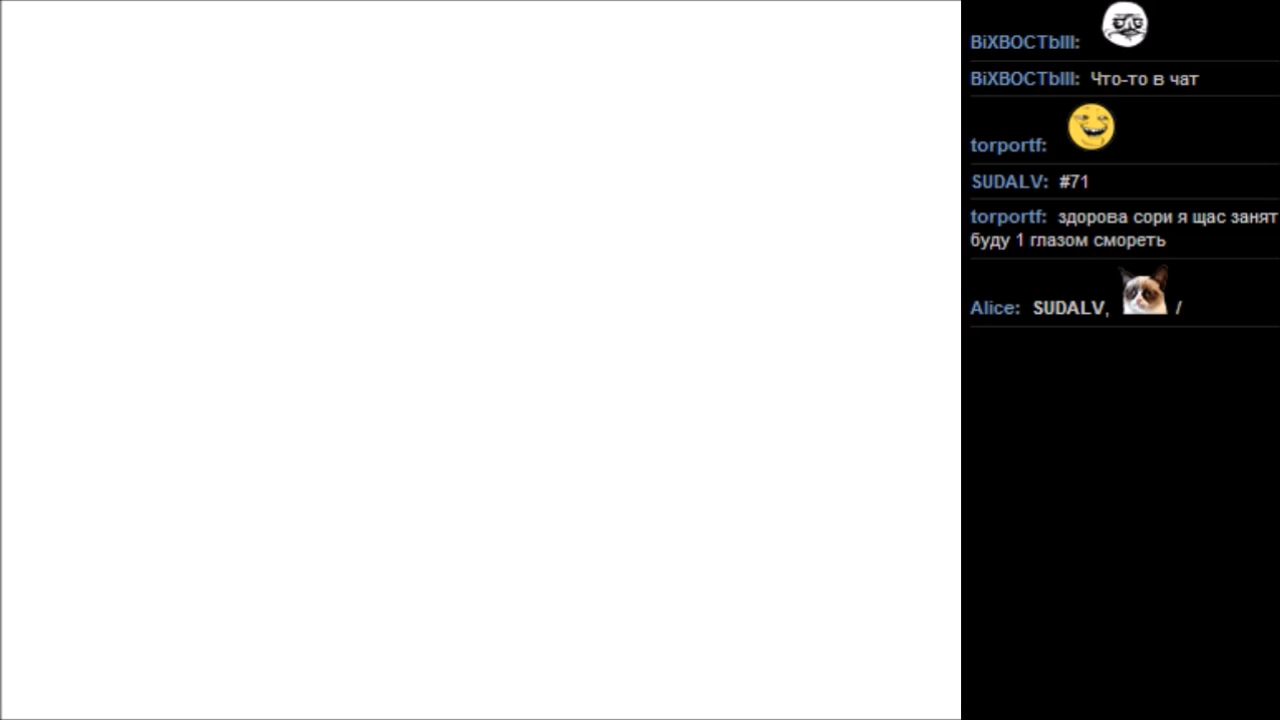 BiXBOCTbIII:
BiXBOCTbIII: Что-то в чат
torportf:
SUDALV: #71
torportf: здорова сори я щас занят
буду 1 глазом смореть
Alice: SUDALV, /